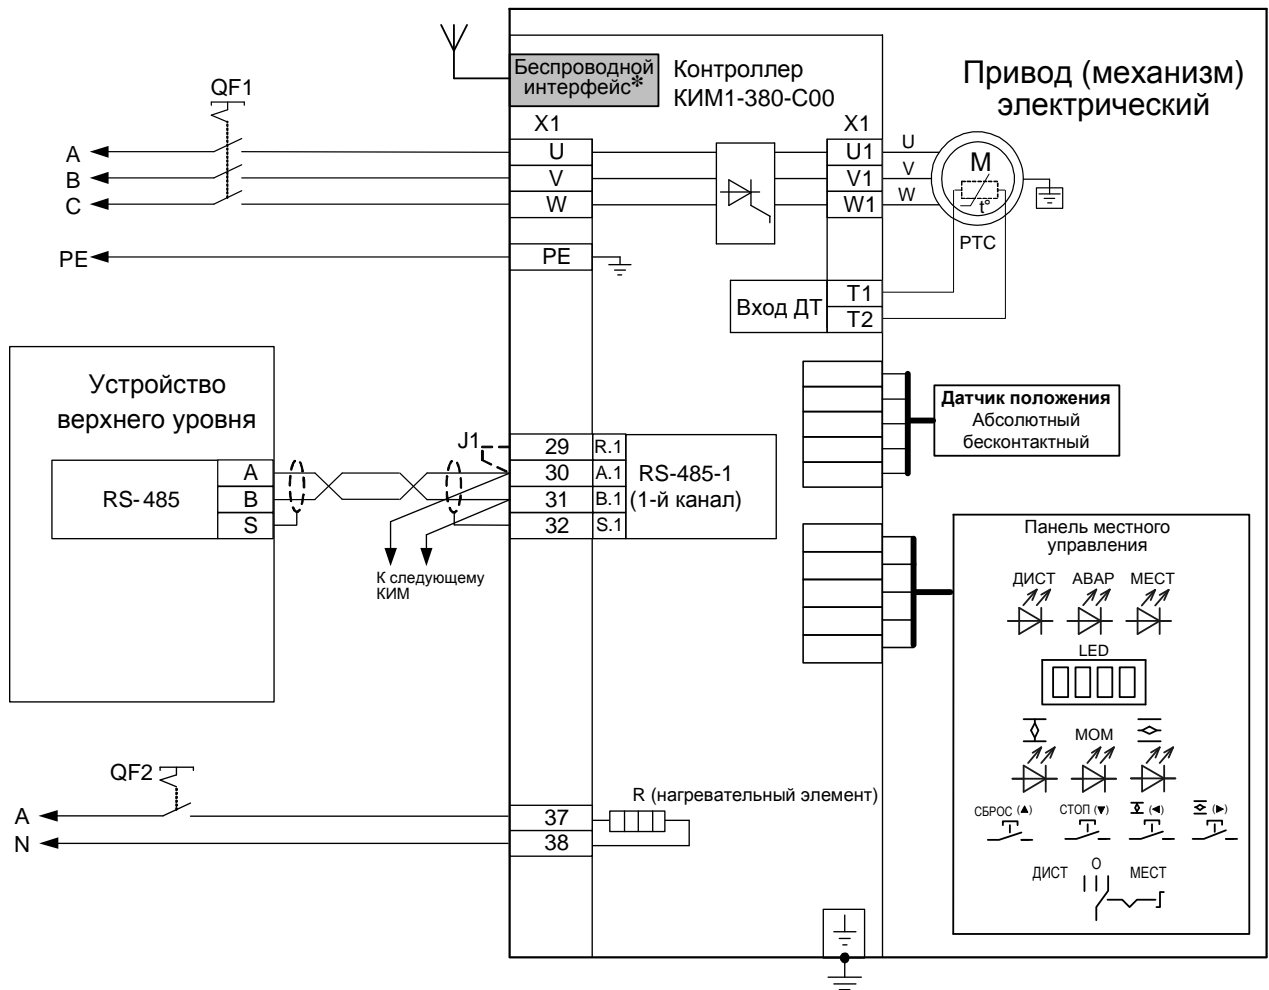 Беспроводной
интерфейс*
Контроллер
КИМ1-380-С00
Привод (механизм)
электрический
QF1
X1
X1
A
U
U1
U
B
V
V1
V
C
W
W1
W
M
t°
PTC
PE
PE
Вход ДТ
T1
T2
Устройство
верхнего уровня
RS-485
A
B
S
J1
29
R.1
30
A.1
31
B.1
32
S.1
RS-485-1
(1-й канал)
К следующему
КИМ
Датчик положения
Абсолютный
бесконтактный
Панель местного
управления
ДИСТ АВАР МЕСТ
LED
МОМ
СБРОС (▲)
СТОП (▼)
(◄)
(►)
ДИСТ
О
МЕСТ
QF2
A
N
37
38
R (нагревательный элемент)